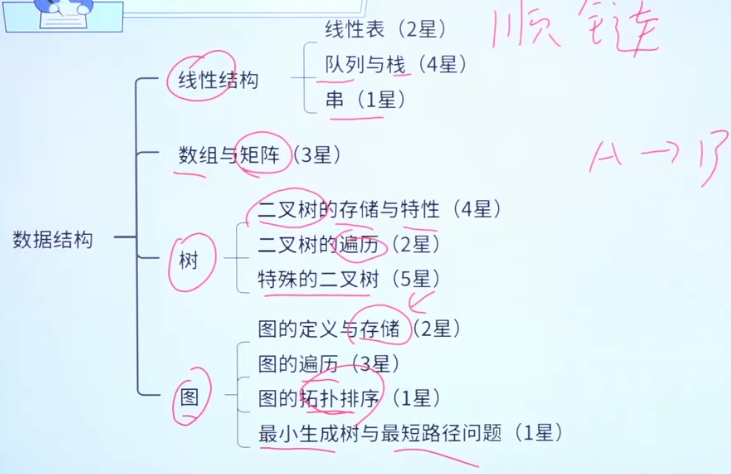 线性表（2星）
顺 链
队列与栈（4星）
线性结构
串（1星）
数组与矩阵（3星）
A → B
二叉树的存储与特性（4星）
数据结构
二叉树的遍历（2星）
树
特殊的二叉树（5星）
图的定义与存储（2星）
图的遍历（3星）
图
图的拓扑排序（1星）
最小生成树与最短路径问题（1星）